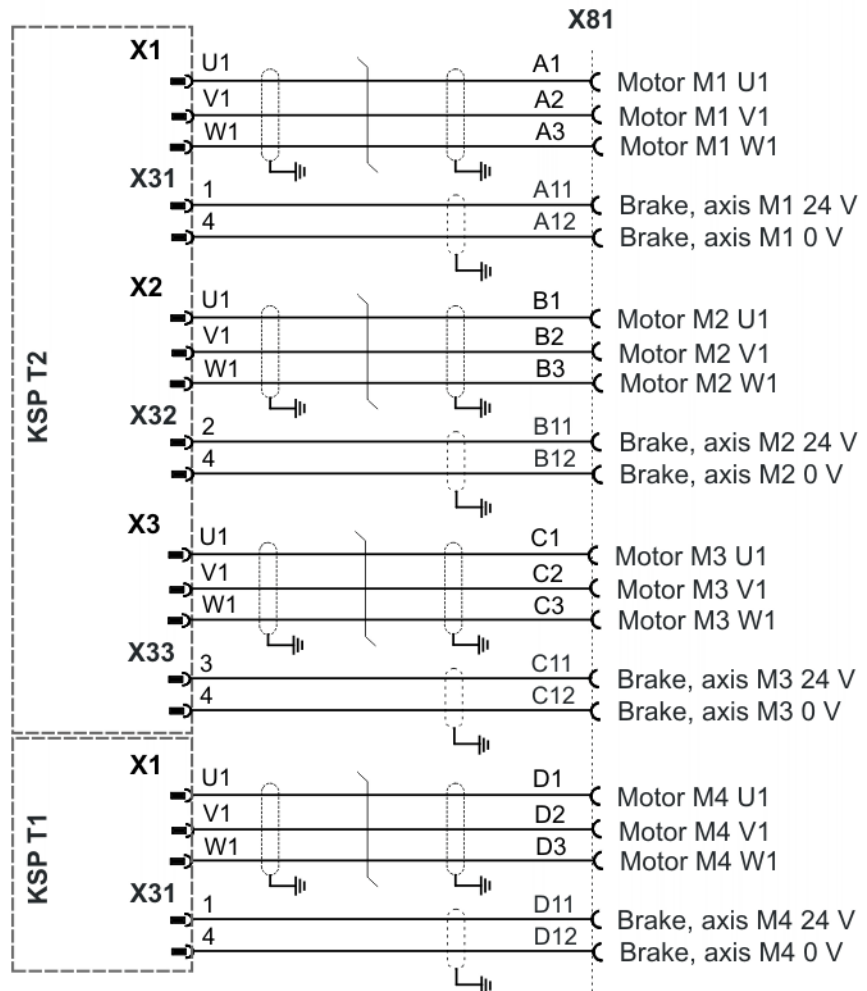 X81
KSP T2
X1
U1 A1 Motor M1 U1
V1 A2 Motor M1 V1
W1 A3 Motor M1 W1
X31
1 A11 Brake, axis M1 24 V
4 A12 Brake, axis M1 0 V
X2
U1 B1 Motor M2 U1
V1 B2 Motor M2 V1
W1 B3 Motor M2 W1
X32
2 B11 Brake, axis M2 24 V
4 B12 Brake, axis M2 0 V
X3
U1 C1 Motor M3 U1
V1 C2 Motor M3 V1
W1 C3 Motor M3 W1
X33
3 C11 Brake, axis M3 24 V
4 C12 Brake, axis M3 0 V
KSP T1
X1
U1 D1 Motor M4 U1
V1 D2 Motor M4 V1
W1 D3 Motor M4 W1
X31
1 D11 Brake, axis M4 24 V
4 D12 Brake, axis M4 0 V